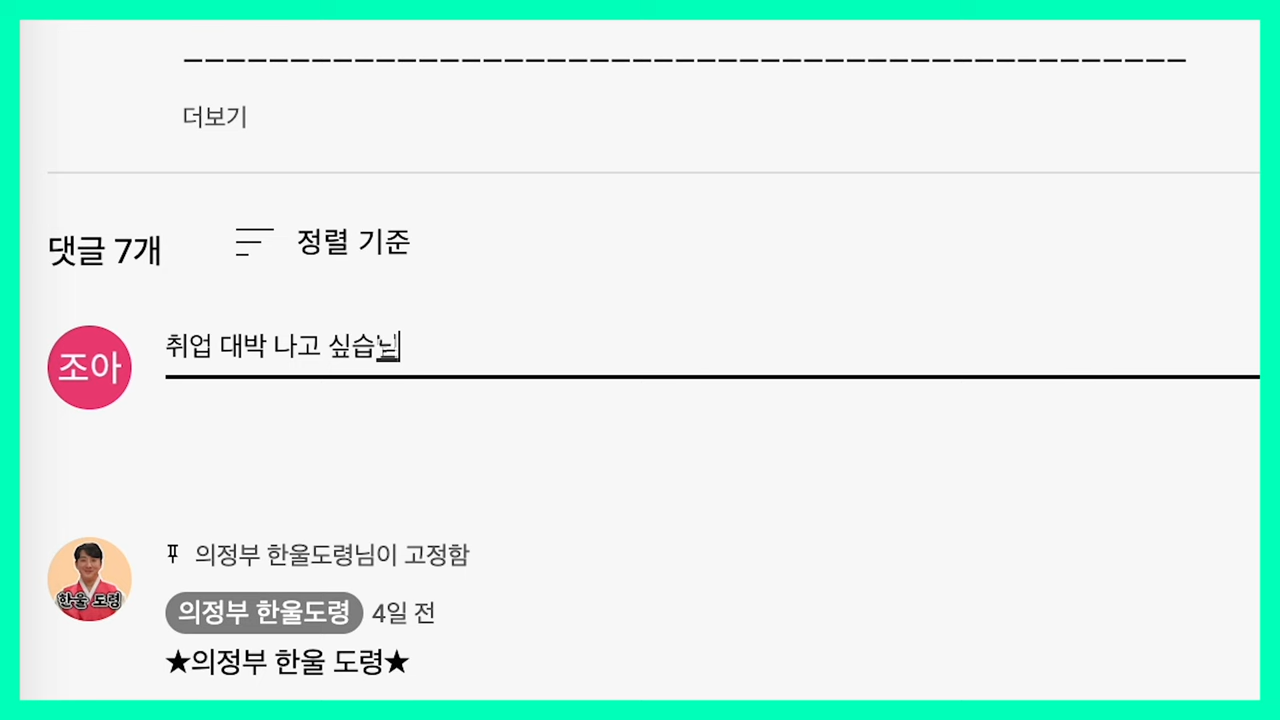 더보기
댓글 7개
정렬 기준
조아
취업 대박 나고 싶습닏
의정부 한울도령님이 고정함
한울 도령
의정부 한울도령 4일 전
★의정부 한울 도령★